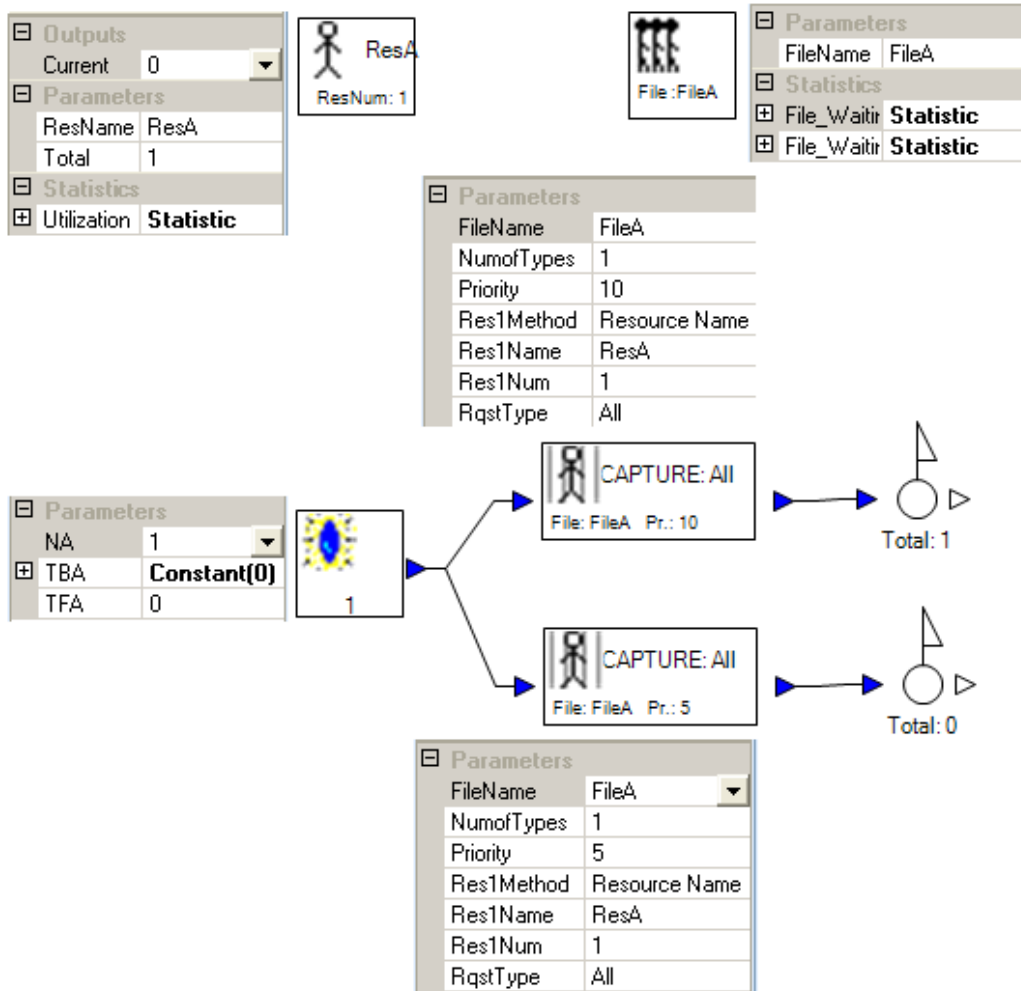 Outputs
Current 0
Parameters
ResName ResA
Total 1
Statistics
Utilization Statistic
ResA
ResNum: 1
File :FileA
Parameters
FileName FileA
Statistics
File_Waitir Statistic
File_Waitir Statistic
Parameters
FileName FileA
NumofTypes 1
Priority 10
Res1Method Resource Name
Res1Name ResA
Res1Num 1
RqstType All
Parameters
NA 1
TBA Constant(0)
TFA 0
1
CAPTURE: All
File: FileA Pr.: 10
Total: 1
CAPTURE: All
File: FileA Pr.: 5
Total: 0
Parameters
FileName FileA
NumofTypes 1
Priority 5
Res1Method Resource Name
Res1Name ResA
Res1Num 1
RqstType All